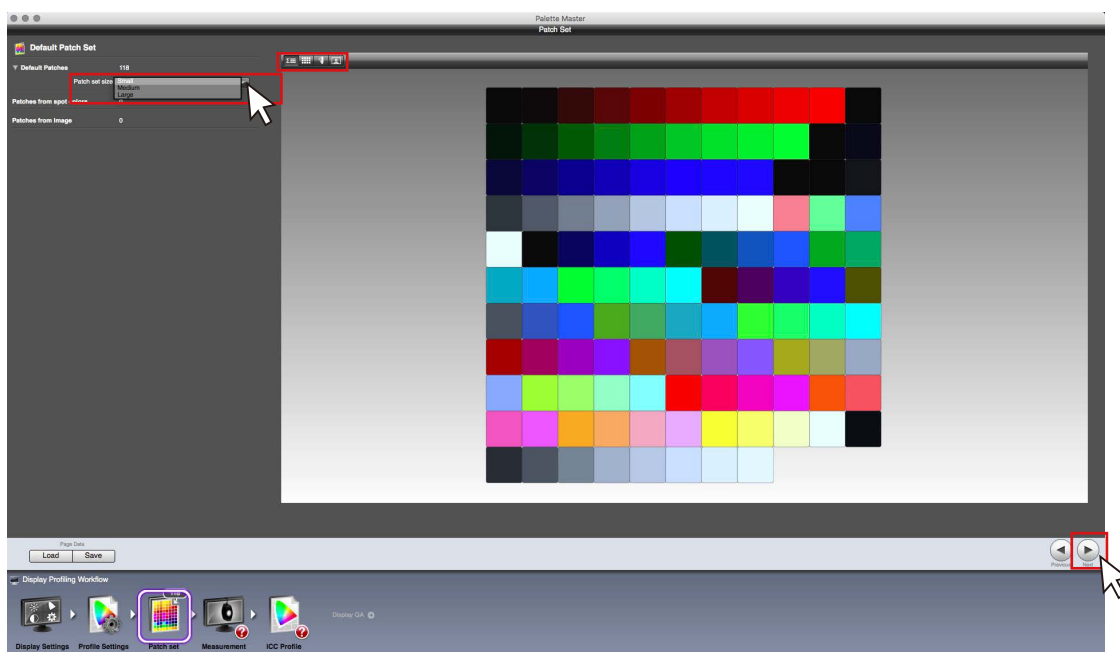 Palette Master
Patch Set
Default Patch Set
Default Patches 118
Patch set size Small
Medium
Large
Patches from spot colors 0
Patches from Image 0
Page Data
Load Save
Previous Next
Display Profiling Workflow
Display QA
Display Settings Profile Settings Patch set Measurement ICC Profile